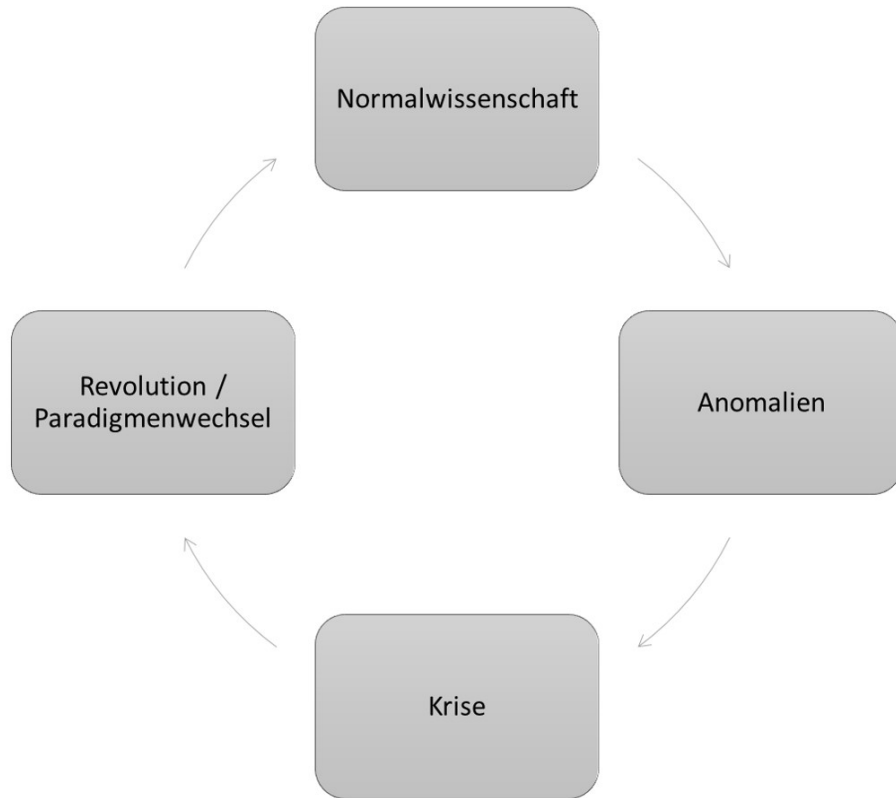 Normalwissenschaft
Revolution /
Paradigmenwechsel
Anomalien
Krise